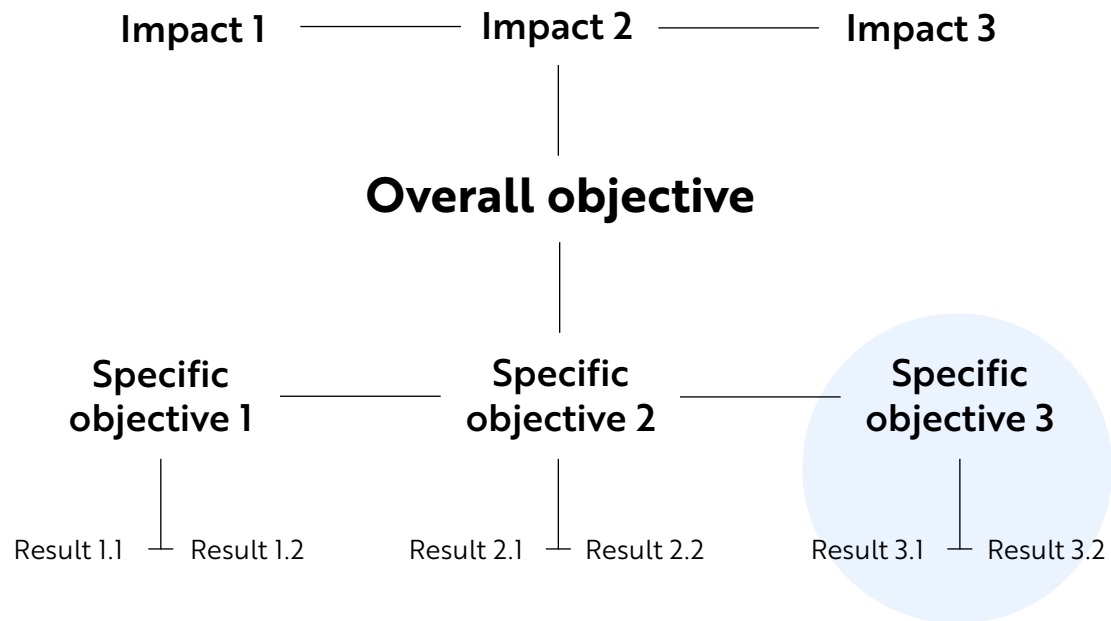 Impact 1
Impact 2
Impact 3
Overall objective
Specific
objective 1
Specific
objective 2
Specific
objective 3
Result 1.1
Result 1.2
Result 2.1
Result 2.2
Result 3.1
Result 3.2